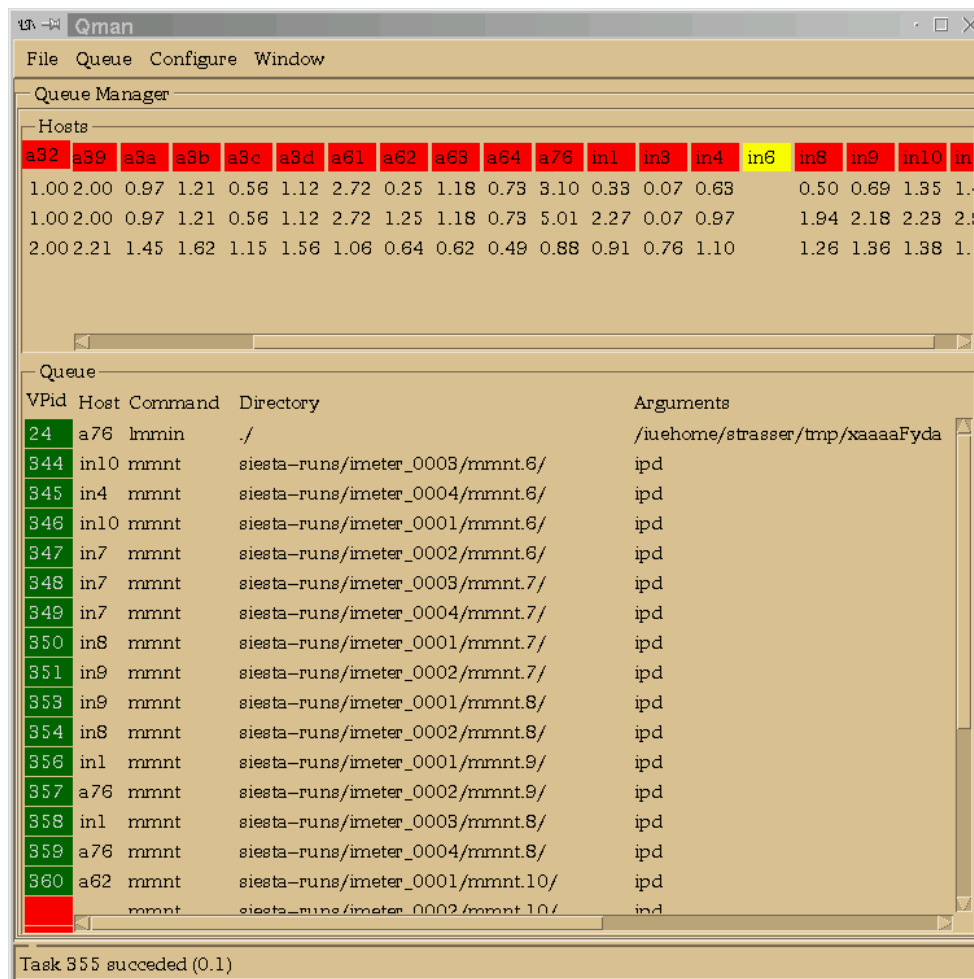 Qman
File Queue Configure Window
Queue Manager
Hosts
a32 a39 a3a a3b a3c a3d a61 a62 a63 a64 a76 in1 in3 in4 in6 in8 in9 in10 in
1.00 2.00 0.97 1.21 0.56 1.12 2.72 0.25 1.18 0.73 3.10 0.33 0.07 0.63 0.50 0.69 1.35 1.
1.00 2.00 0.97 1.21 0.56 1.12 2.72 1.25 1.18 0.73 5.01 2.27 0.07 0.97 1.94 2.18 2.23 2.
2.00 2.21 1.45 1.62 1.15 1.56 1.06 0.64 0.62 0.49 0.88 0.91 0.76 1.10 1.26 1.36 1.38 1.
Queue
VPid Host Command Directory Arguments
24 a76 lmmin ./ /iuehome/strasser/tmp/xaaaaFyda
344 in10 mmnt siesta-runs/imeter_0003/mmnt.6/ ipd
345 in4 mmnt siesta-runs/imeter_0004/mmnt.6/ ipd
346 in10 mmnt siesta-runs/imeter_0001/mmnt.6/ ipd
347 in7 mmnt siesta-runs/imeter_0002/mmnt.6/ ipd
348 in7 mmnt siesta-runs/imeter_0003/mmnt.7/ ipd
349 in7 mmnt siesta-runs/imeter_0004/mmnt.7/ ipd
350 in8 mmnt siesta-runs/imeter_0001/mmnt.7/ ipd
351 in9 mmnt siesta-runs/imeter_0002/mmnt.7/ ipd
353 in9 mmnt siesta-runs/imeter_0001/mmnt.8/ ipd
354 in8 mmnt siesta-runs/imeter_0002/mmnt.8/ ipd
356 in1 mmnt siesta-runs/imeter_0001/mmnt.9/ ipd
357 a76 mmnt siesta-runs/imeter_0002/mmnt.9/ ipd
358 in1 mmnt siesta-runs/imeter_0003/mmnt.8/ ipd
359 a76 mmnt siesta-runs/imeter_0004/mmnt.8/ ipd
360 a62 mmnt siesta-runs/imeter_0001/mmnt.10/ ipd
mmnt siesta-runs/imeter_0002/mmnt.10/ ipd
Task 355 succeded (0.1)